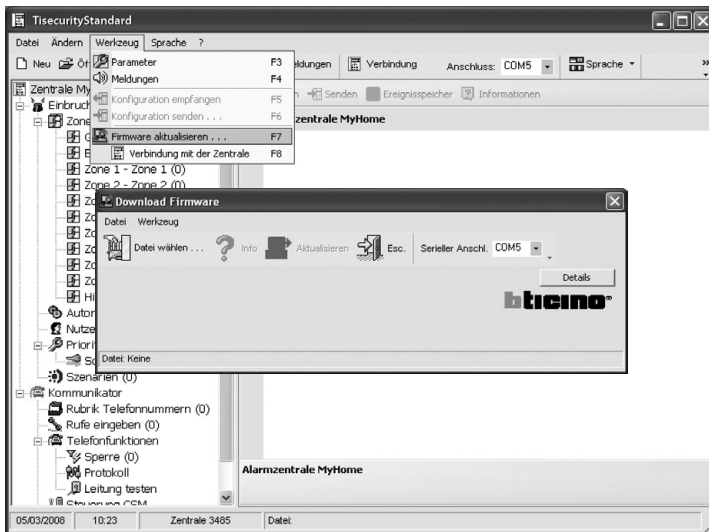 TisecurityStandard
Datei Ändern Werkzeug Sprache ?
Neu Parameter F3 Verbindung Anschluss: COM5 Sprache »
Meldungen F4
Konfiguration empfangen F5 Senden Ereignisspeicher Informationen
Konfiguration senden . . . F6
Firmware aktualisieren . . . F7
Verbindung mit der Zentrale F8
zentrale MyHome
Zone 1 - Zone 1 (0)
Zone 2 - Zone 2 (0)
Download Firmware
Datei Werkzeug
Datei wählen . . . Info Aktualisieren Esc. Serieller Anschl. COM5
Details
bticino
Datei: Keine
Szenarien (0)
Kommunikator
Rubrik Telefonnummern (0)
Rufe eingeben (0)
Telefonfunktionen
Sperre (0)
Protokoll
Leitung testen
Alarmzentrale MyHome
05/03/2008 10:23 Zentrale 3485 Datei: